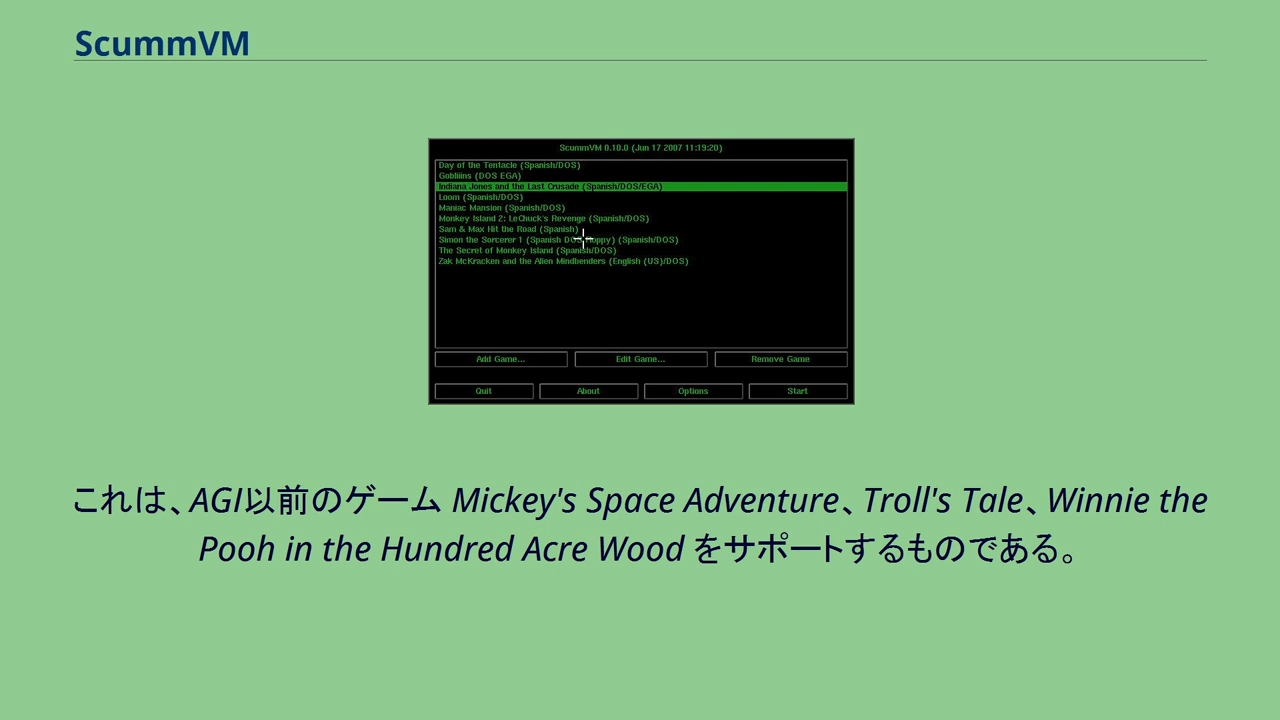 ScummVM
ScummVM 0.10.0 (Jun 17 2007 11:19:20)
Day of the Tentacle (Spanish/DOS)
Gobliiins (DOS EGA)
Indiana Jones and the Last Crusade (Spanish/DOS/EGA)
Loom (Spanish/DOS)
Maniac Mansion (Spanish/DOS)
Monkey Island 2: LeChuck's Revenge (Spanish/DOS)
Sam & Max Hit the Road (Spanish)
Simon the Sorcerer 1 (Spanish (Spanish/DOS)
The Secret of Monkey Island (Spanish/DOS)
Zak McKracken and the Alien Mindbenders (English (US)/DOS)
Add Game... Edit Game... Remove Game
Quit About Options Start
これは、AGI以前のゲーム Mickey's Space Adventure、Troll's Tale、Winnie the
Pooh in the Hundred Acre Wood をサポートするものである。